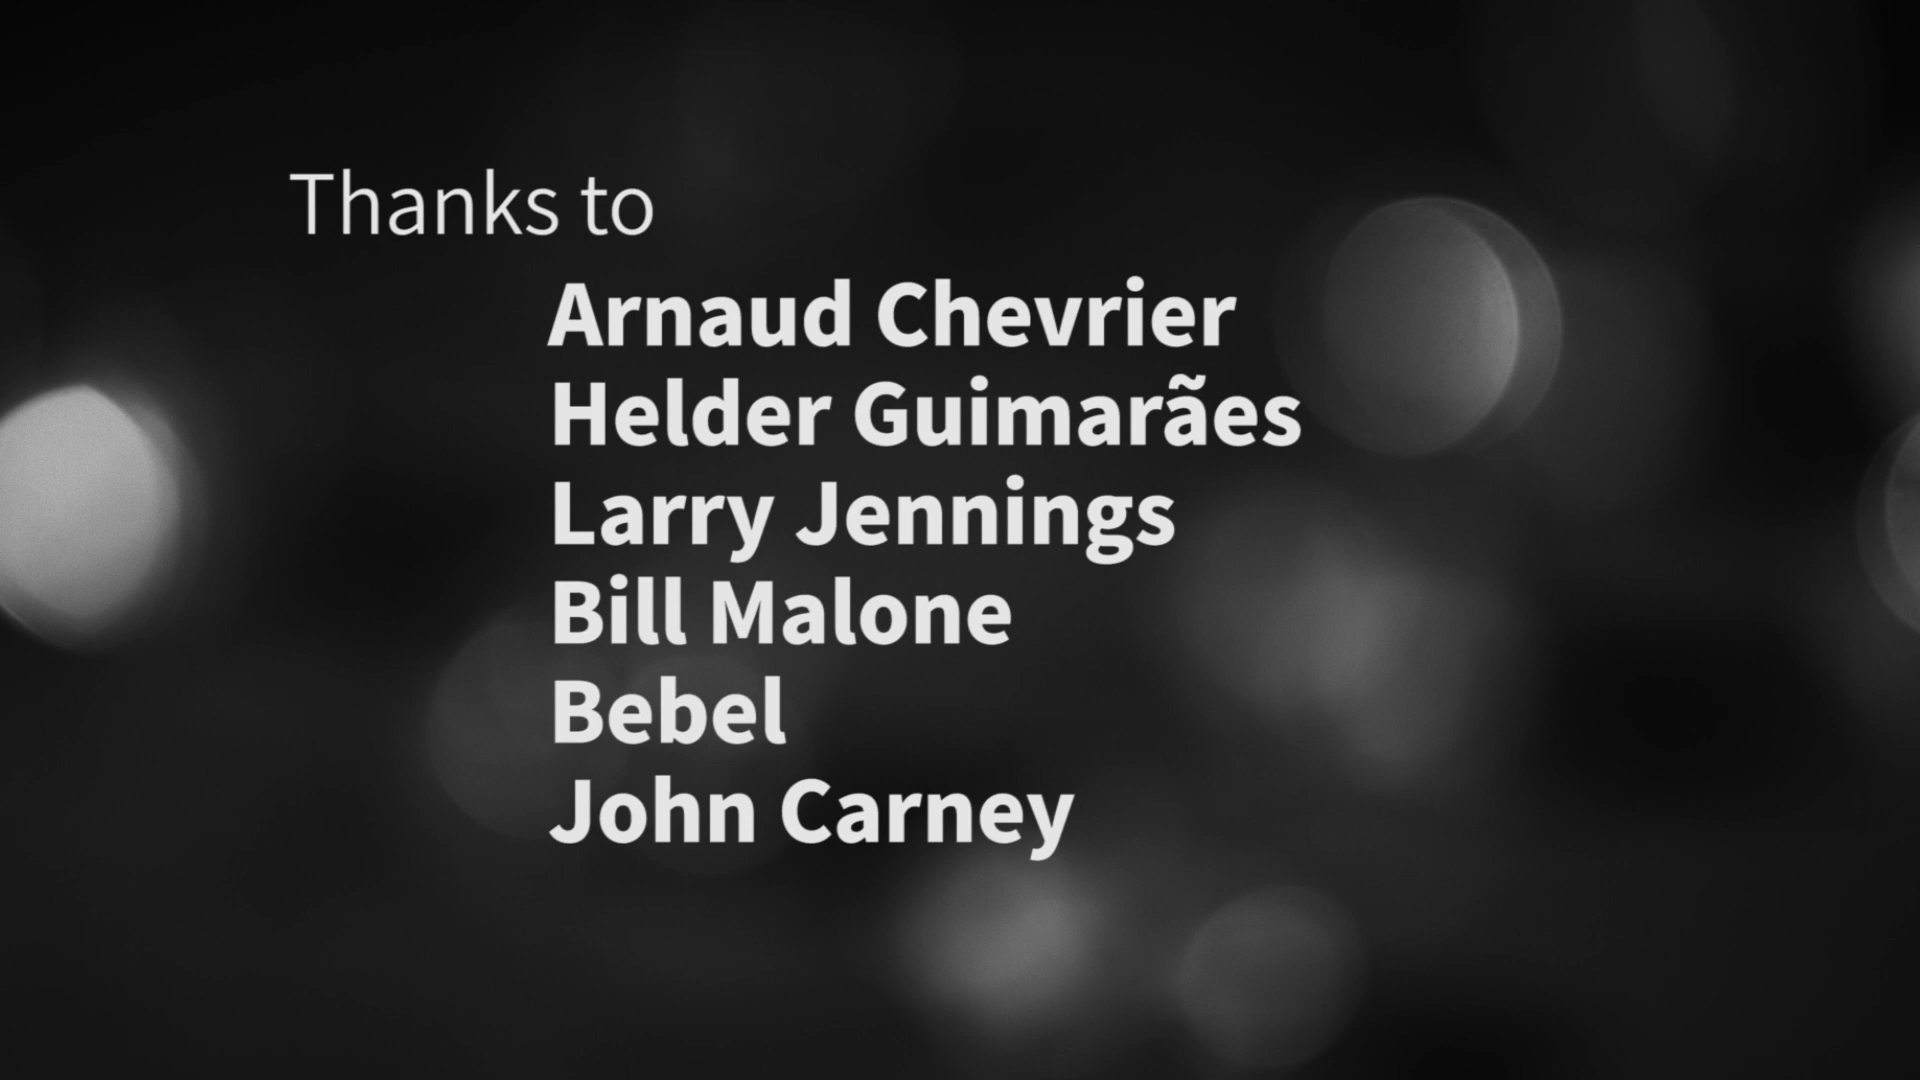 Thanks to
Arnaud Chevrier
Helder Guimarães
Larry Jennings
Bill Malone
Bebel
John Carney